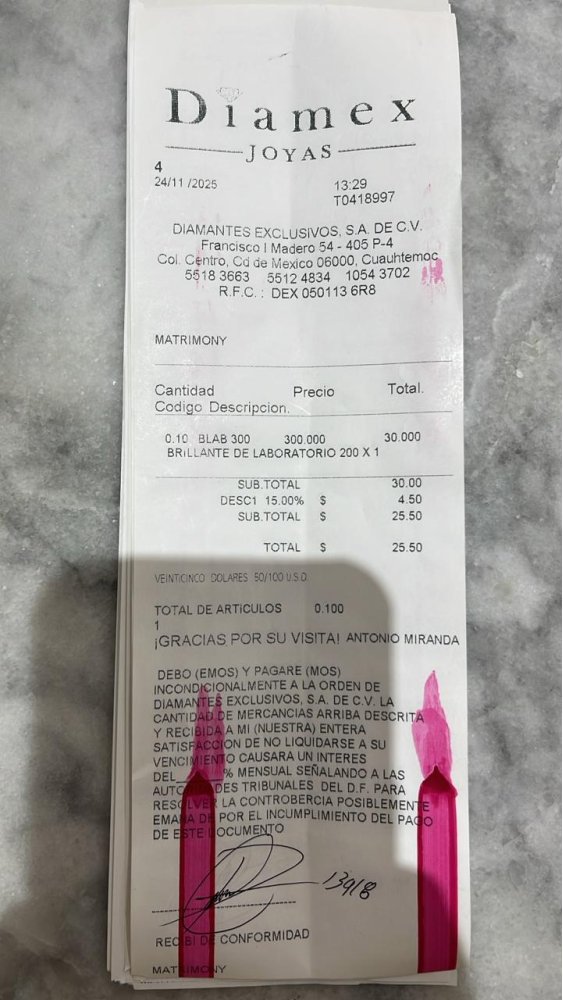 Diamex
JOYAS
4
24/11 /2025 13:29
T0418997
DIAMANTES EXCLUSIVOS, S.A. DE C.V.
Francisco I Madero 54 - 405 P-4
Col. Centro, Cd de Mexico 06000, Cuauhtemoc
5518 3663 5512 4834 1054 3702
R.F.C. : DEX 050113 6R8
MATRIMONY
Cantidad Precio Total.
Codigo Descripcion.
0.10 BLAB 300 300.000 30.000
BRILLANTE DE LABORATORIO 200 X 1
SUB.TOTAL 30.00
DESC1 15.00% $ 4.50
SUB.TOTAL $ 25.50
TOTAL $ 25.50
VEINTICINCO DOLARES 50/100 U.S.D.
TOTAL DE ARTICULOS 0.100
1
¡GRACIAS POR SU VISITA! ANTONIO MIRANDA
DEBO (EMOS) Y PAGARE (MOS)
INCONDICIONALMENTE A LA ORDEN DE
DIAMANTES EXCLUSIVOS, S.A. DE C.V. LA
CANTIDAD DE MERCANCIAS ARRIBA DESCRITA
Y RECIBIDA A MI (NUESTRA) ENTERA
SATISFACCION DE NO LIQUIDARSE A SU
VENCIMIENTO CAUSARA UN INTERES
DEL______% MENSUAL SEÑALANDO A LAS
AUTO DES TRIBUNALES DEL D.F. PARA
RESOLVER LA CONTROBERCIA POSIBLEMENTE
EMANA DE POR EL INCUMPLIMIENTO DEL PAGO
DE ESTE DOCUMENTO
13918
RECIBI DE CONFORMIDAD
MATRIMONY